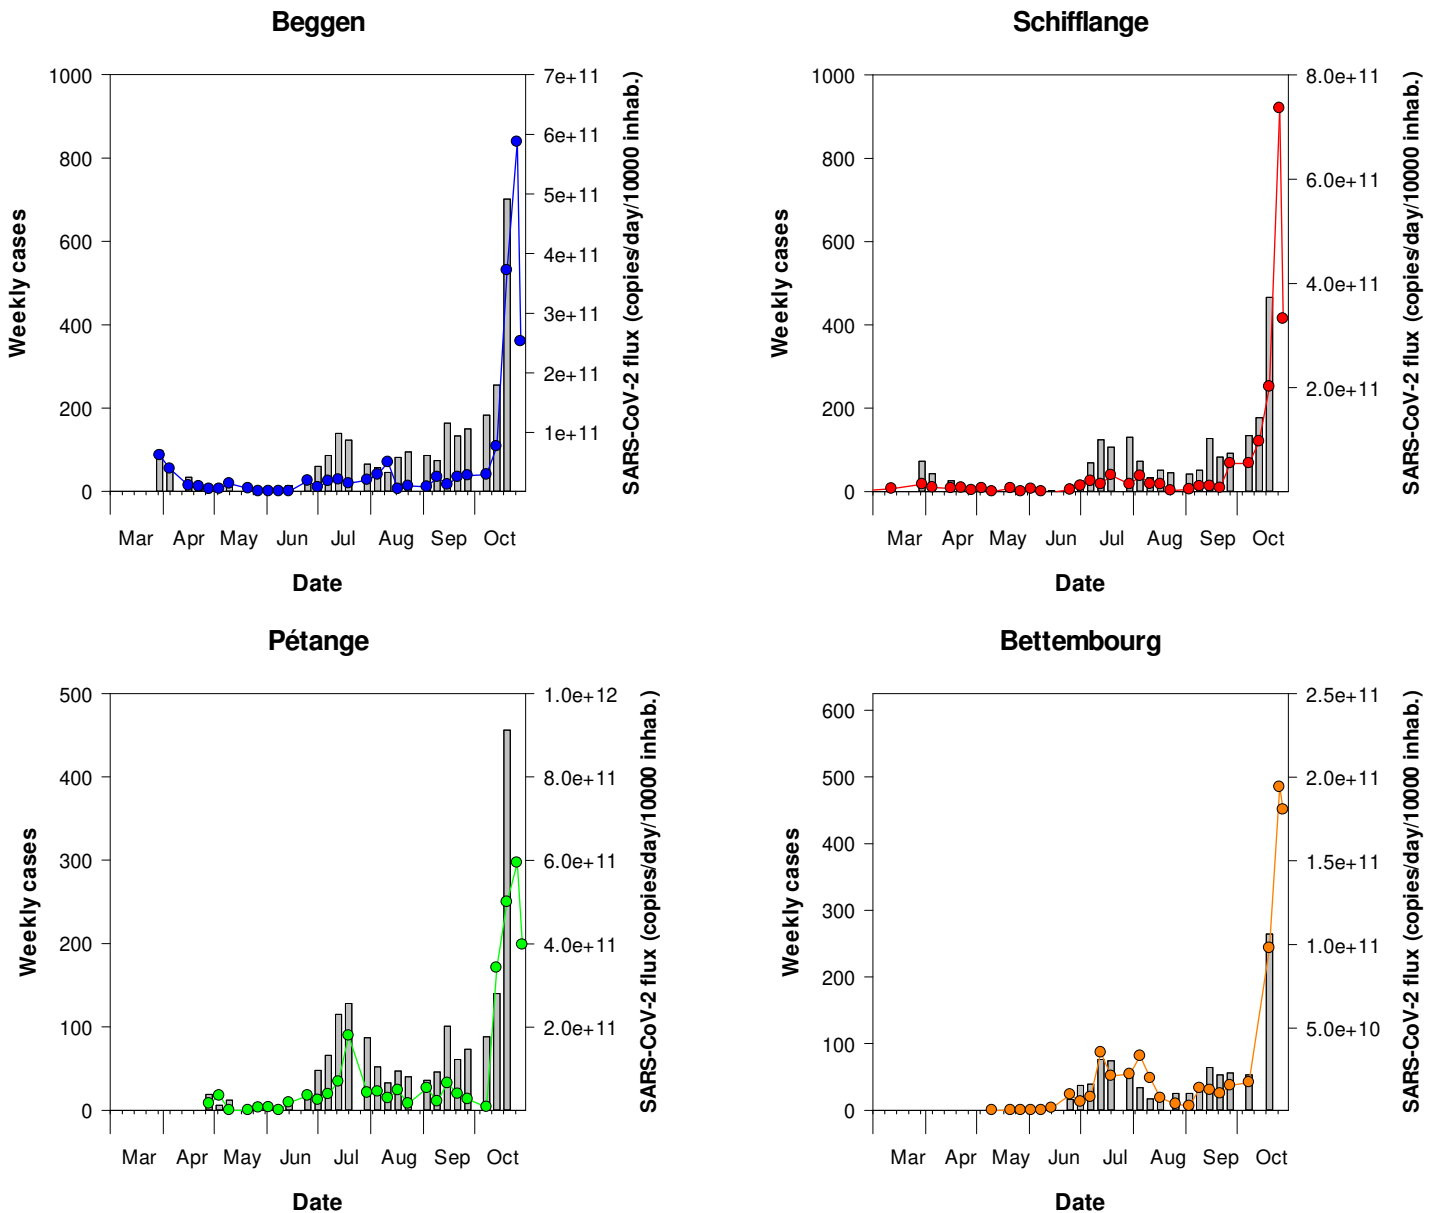 Beggen
1000
800
600
400
200
0
Weekly cases
7e+11
6e+11
5e+11
4e+11
3e+11
2e+11
1e+11
SARS-CoV-2 flux (copies/day/10000 inhab.)
Mar Apr May Jun Jul Aug Sep Oct
Date
Schifflange
1000
800
600
400
200
0
Weekly cases
8.0e+11
6.0e+11
4.0e+11
2.0e+11
SARS-CoV-2 flux (copies/day/10000 inhab.)
Mar Apr May Jun Jul Aug Sep Oct
Date
Pétange
500
400
300
200
100
0
Weekly cases
1.0e+12
8.0e+11
6.0e+11
4.0e+11
2.0e+11
SARS-CoV-2 flux (copies/day/10000 inhab.)
Mar Apr May Jun Jul Aug Sep Oct
Date
Bettembourg
600
500
400
300
200
100
0
Weekly cases
2.5e+11
2.0e+11
1.5e+11
1.0e+11
5.0e+10
SARS-CoV-2 flux (copies/day/10000 inhab.)
Mar Apr May Jun Jul Aug Sep Oct
Date